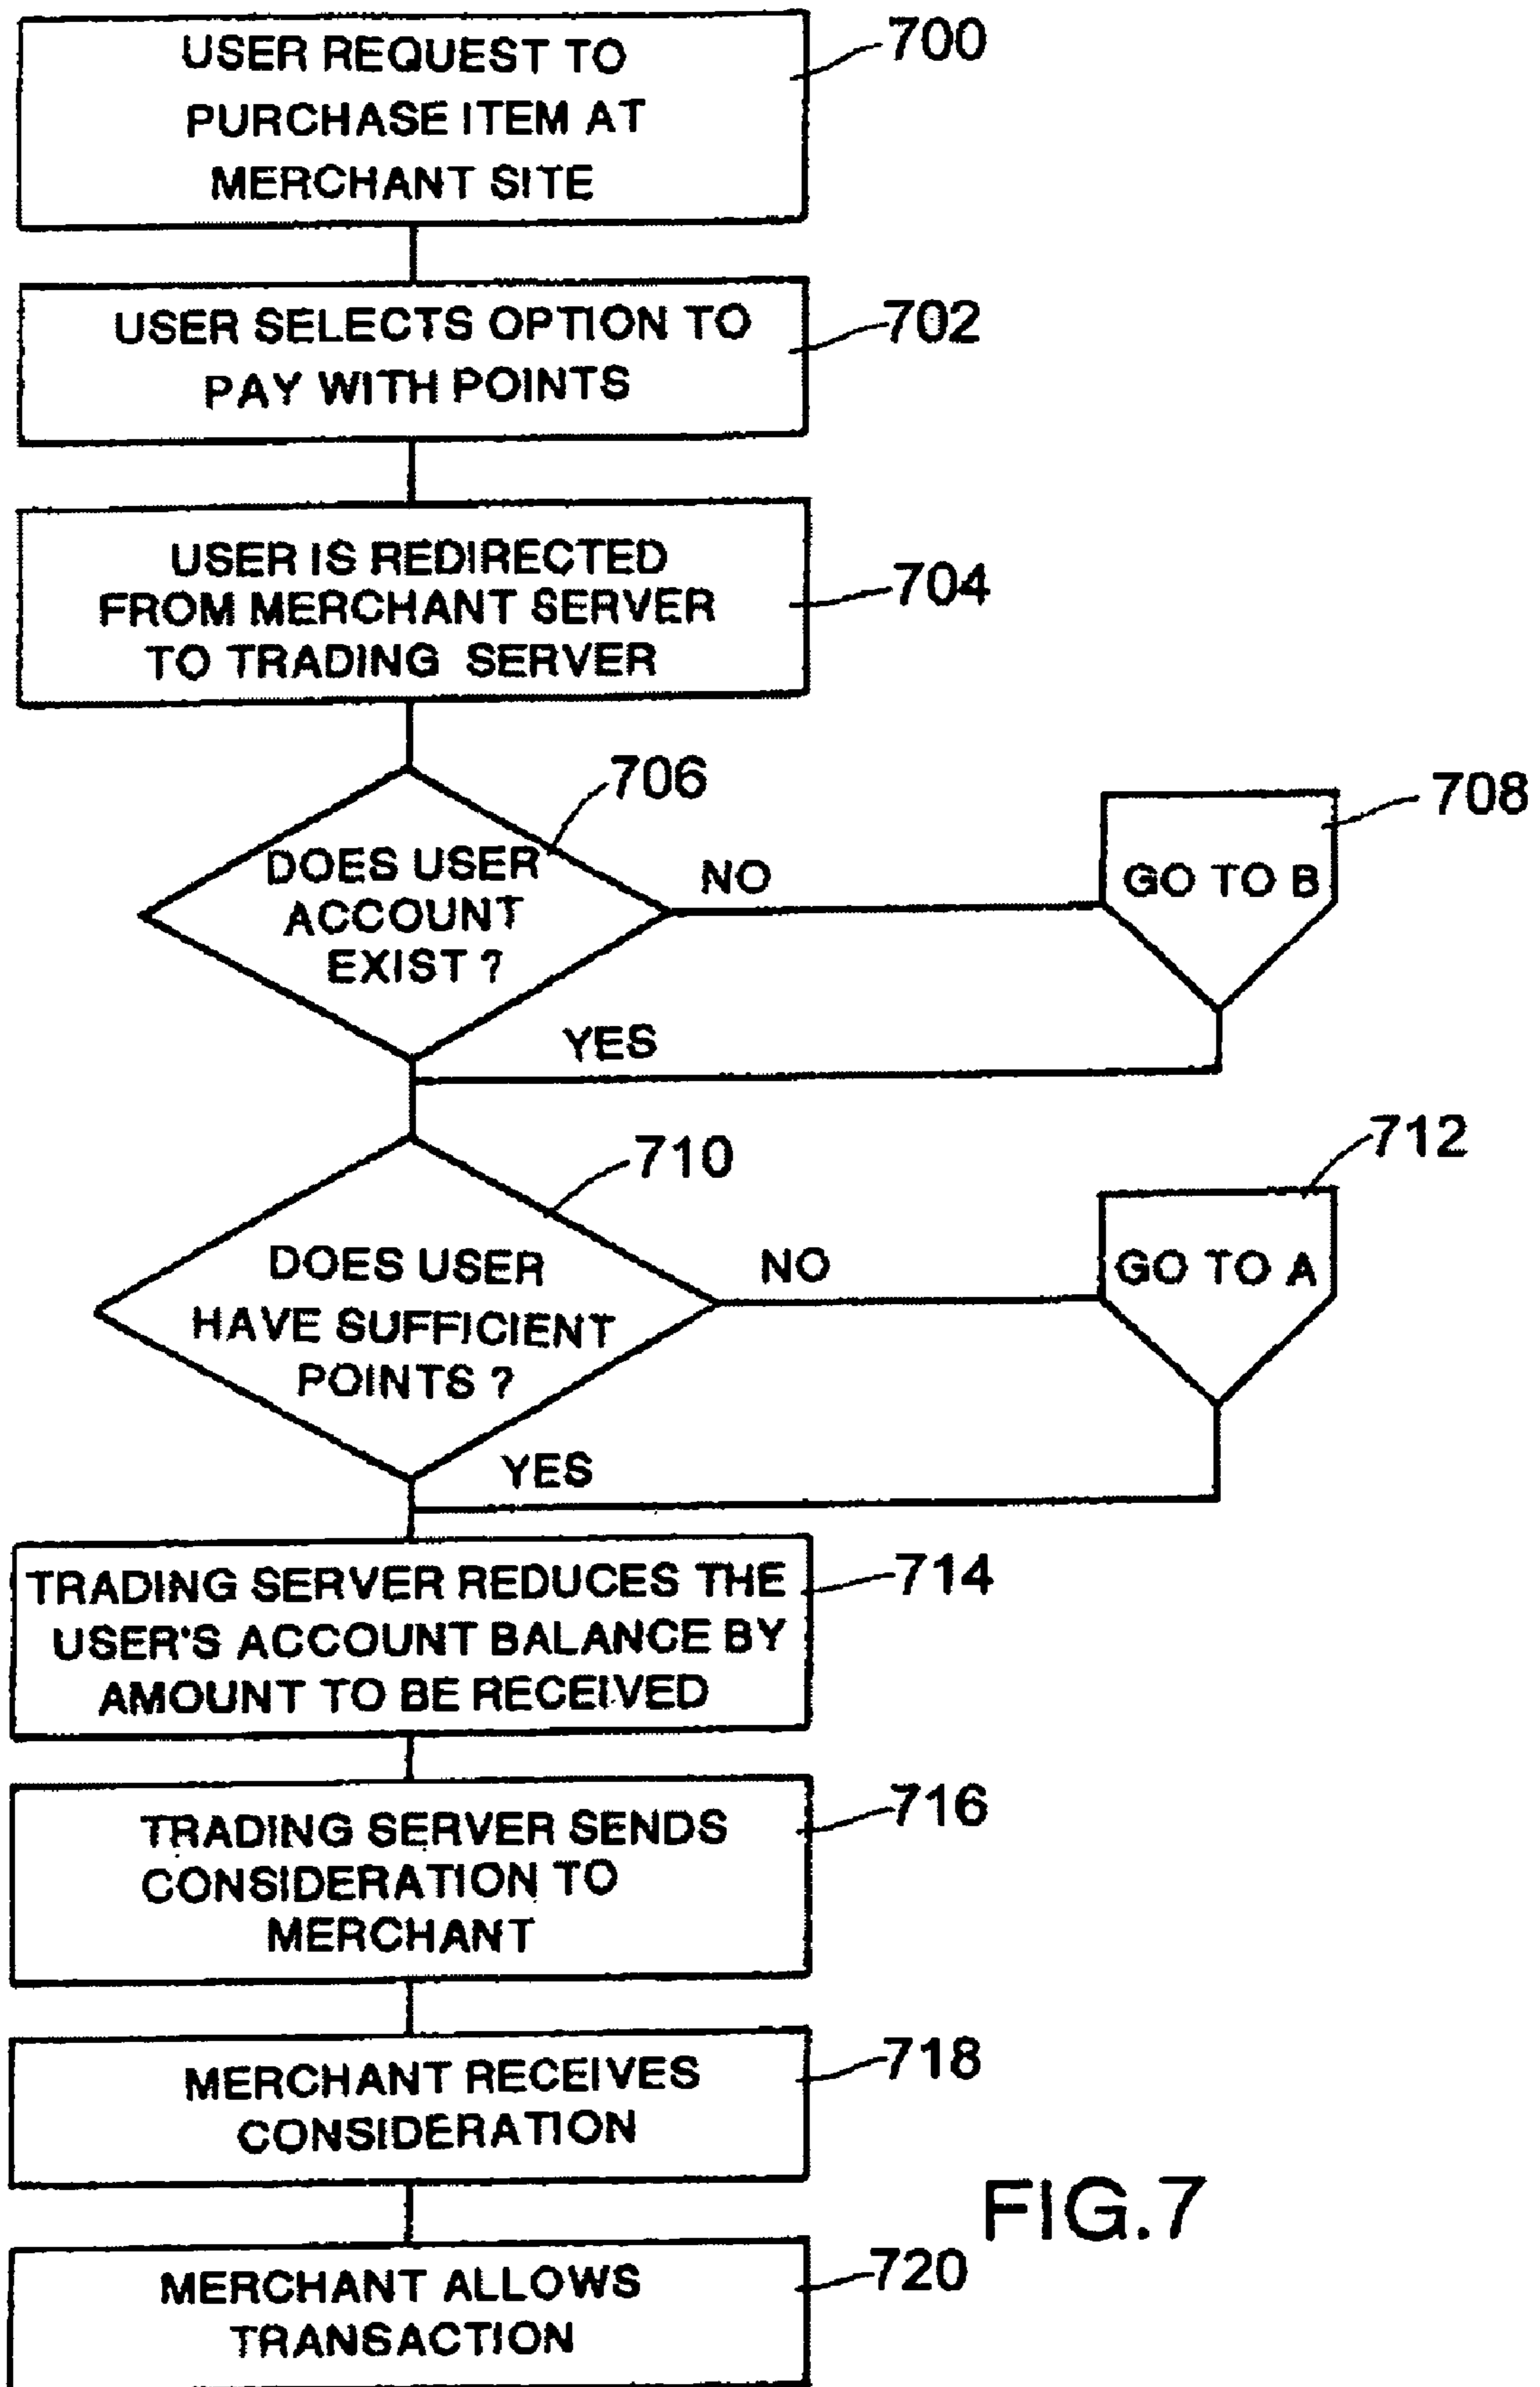 USER REQUEST TO
PURCHASE ITEM AT
MERCHANT SITE
700
USER SELECTS OPTION TO
PAY WITH POINTS
702
USER IS REDIRECTED
FROM MERCHANT SERVER
TO TRADING SERVER
704
706
DOES USER
ACCOUNT
EXIST ?
NO
708
GO TO B
YES
710
DOES USER
HAVE SUFFICIENT
POINTS ?
NO
712
GO TO A
YES
TRADING SERVER REDUCES THE
USER'S ACCOUNT BALANCE BY
AMOUNT TO BE RECEIVED
714
TRADING SERVER SENDS
CONSIDERATION TO
MERCHANT
716
MERCHANT RECEIVES
CONSIDERATION
718
FIG.7
MERCHANT ALLOWS
TRANSACTION
720